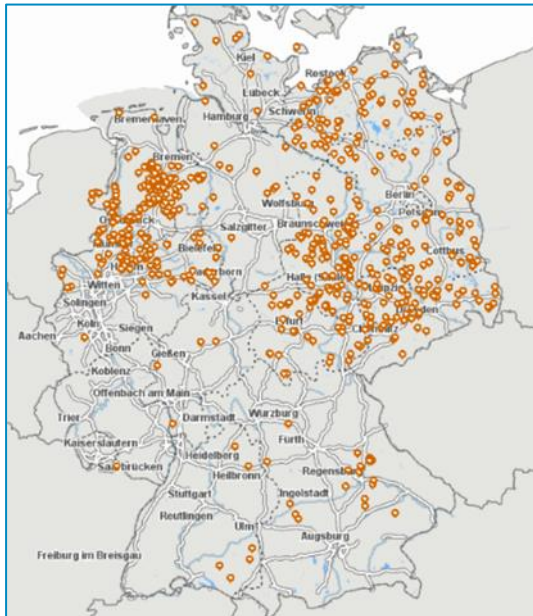 Kiel
Rostock
Lübeck
Bremerhaven
Hamburg
Schwerin
Bremen
Wolfsburg
Berlin
Potsdam
Salzgitter
Braunschweig
Bielefeld
Cottbus
Paderborn
Halle (Saale)
Witten
Kassel
Solingen
Erfurt
Dresden
Köln
Siegen
Chemnitz
Aachen
Bonn
Gießen
Koblenz
Offenbach am Main
Trier
Darmstadt
Würzburg
Kaiserslautern
Fürth
Heidelberg
Saarbrücken
Heilbronn
Regensburg
Stuttgart
Ingolstadt
Reutlingen
Ulm
Augsburg
Freiburg im Breisgau